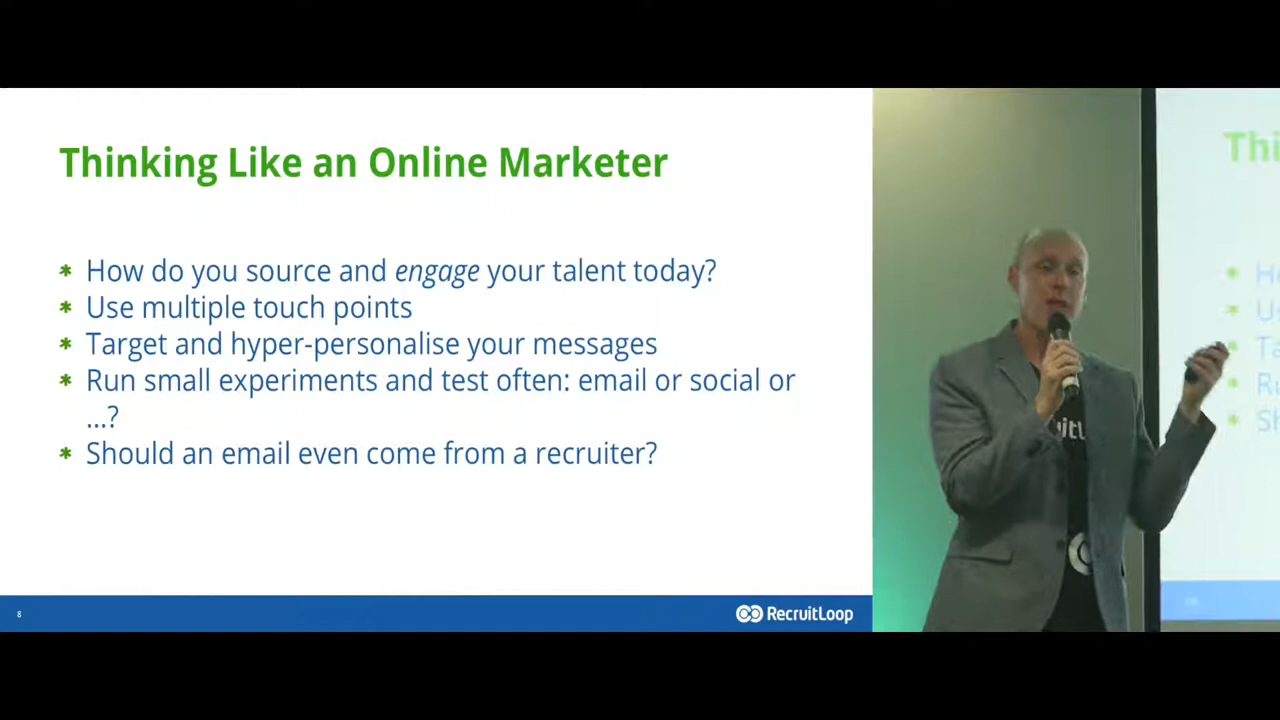 Thinking Like an Online Marketer
* How do you source and engage your talent today?
* Use multiple touch points
* Target and hyper-personalise your messages
* Run small experiments and test often: email or social or
...?
* Should an email even come from a recruiter?
8
RecruitLoop
Thi